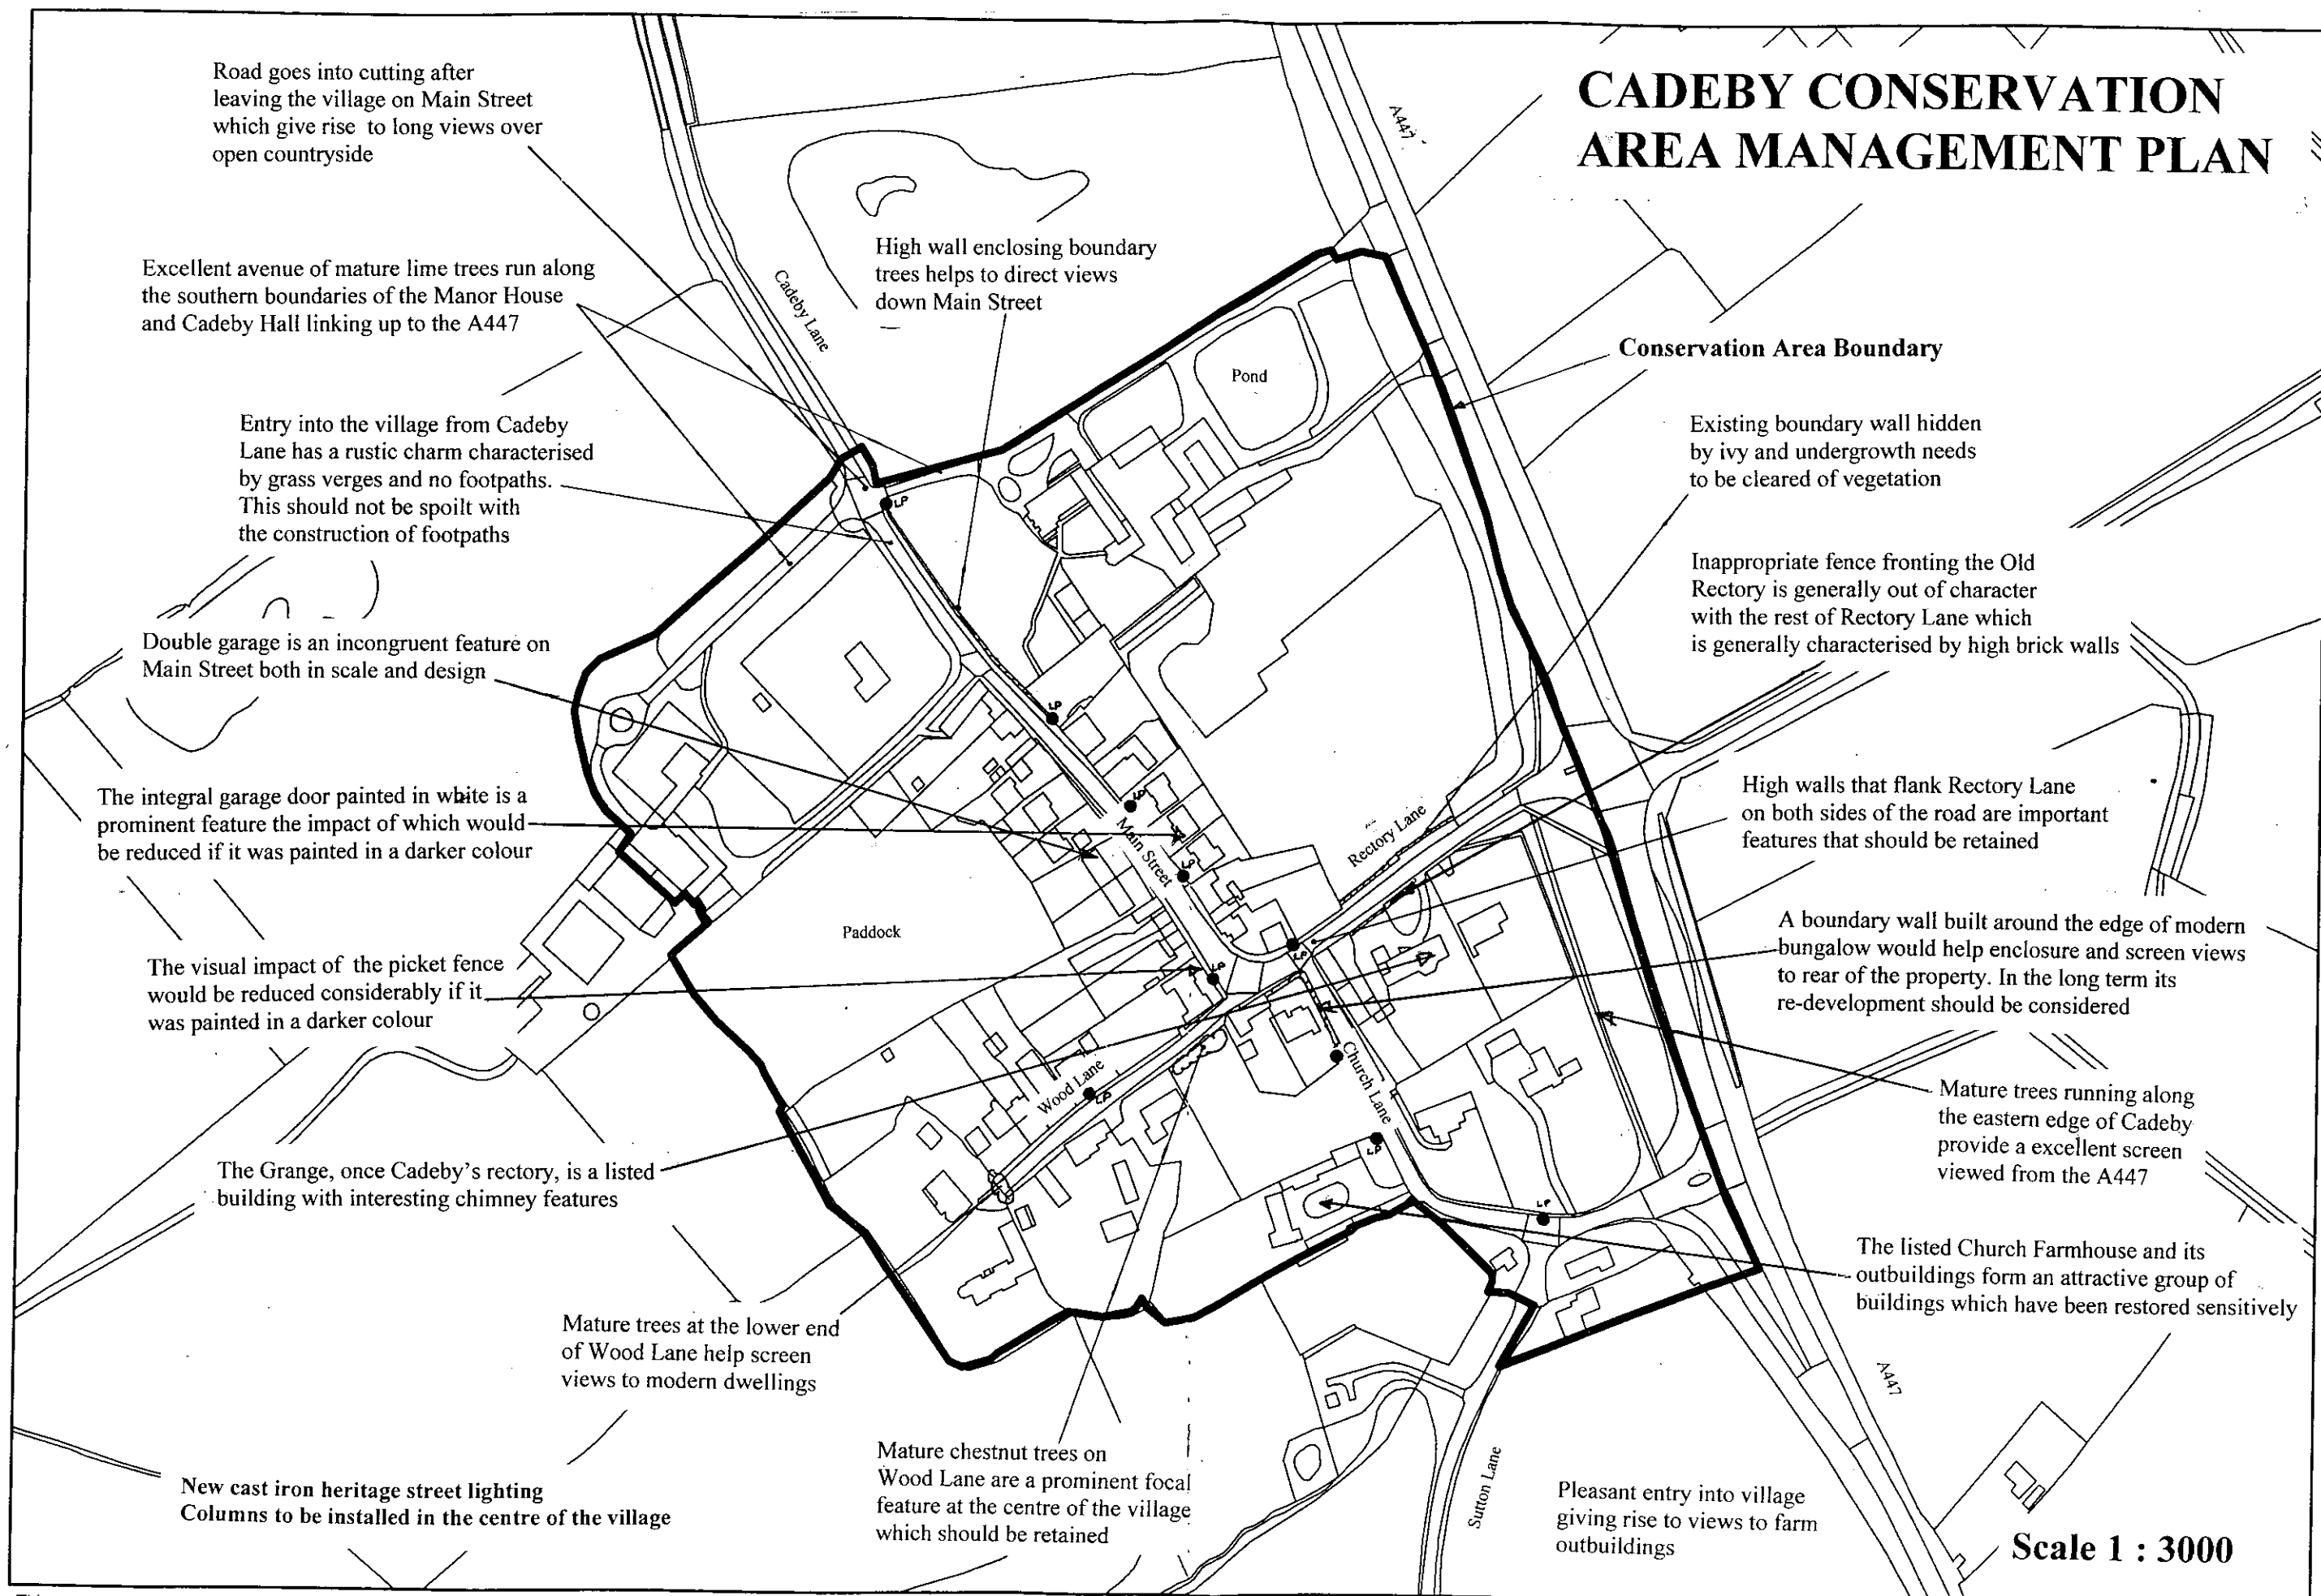 CADEBY CONSERVATION
AREA MANAGEMENT PLAN
Road goes into cutting after
leaving the village on Main Street
which give rise to long views over
open countryside
A447
Excellent avenue of mature lime trees run along
the southern boundaries of the Manor House
and Cadeby Hall linking up to the A447
High wall enclosing boundary
trees helps to direct views
down Main Street
Cadeby Lane
Conservation Area Boundary
Pond
Entry into the village from Cadeby
Lane has a rustic charm characterised
by grass verges and no footpaths.
This should not be spoilt with
the construction of footpaths
Existing boundary wall hidden
by ivy and undergrowth needs
to be cleared of vegetation
LP
Inappropriate fence fronting the Old
Rectory is generally out of character
with the rest of Rectory Lane which
is generally characterised by high brick walls
Double garage is an incongruent feature on
Main Street both in scale and design
LP
The integral garage door painted in white is a
prominent feature the impact of which would
be reduced if it was painted in a darker colour
LP
Main Street
Rectory Lane
High walls that flank Rectory Lane
on both sides of the road are important
features that should be retained
LP
Paddock
A boundary wall built around the edge of modern
bungalow would help enclosure and screen views
to rear of the property. In the long term its
re-development should be considered
LP
The visual impact of the picket fence
would be reduced considerably if it
was painted in a darker colour
LP
Wood Lane
LP
Church Lane
Mature trees running along
the eastern edge of Cadeby
provide a excellent screen
viewed from the A447
LP
The Grange, once Cadeby's rectory, is a listed
building with interesting chimney features
LP
The listed Church Farmhouse and its
outbuildings form an attractive group of
buildings which have been restored sensitively
Mature trees at the lower end
of Wood Lane help screen
views to modern dwellings
A447
Mature chestnut trees on
Wood Lane are a prominent focal
feature at the centre of the village
which should be retained
Sutton Lane
New cast iron heritage street lighting
Columns to be installed in the centre of the village
Pleasant entry into village
giving rise to views to farm
outbuildings
Scale 1 : 3000